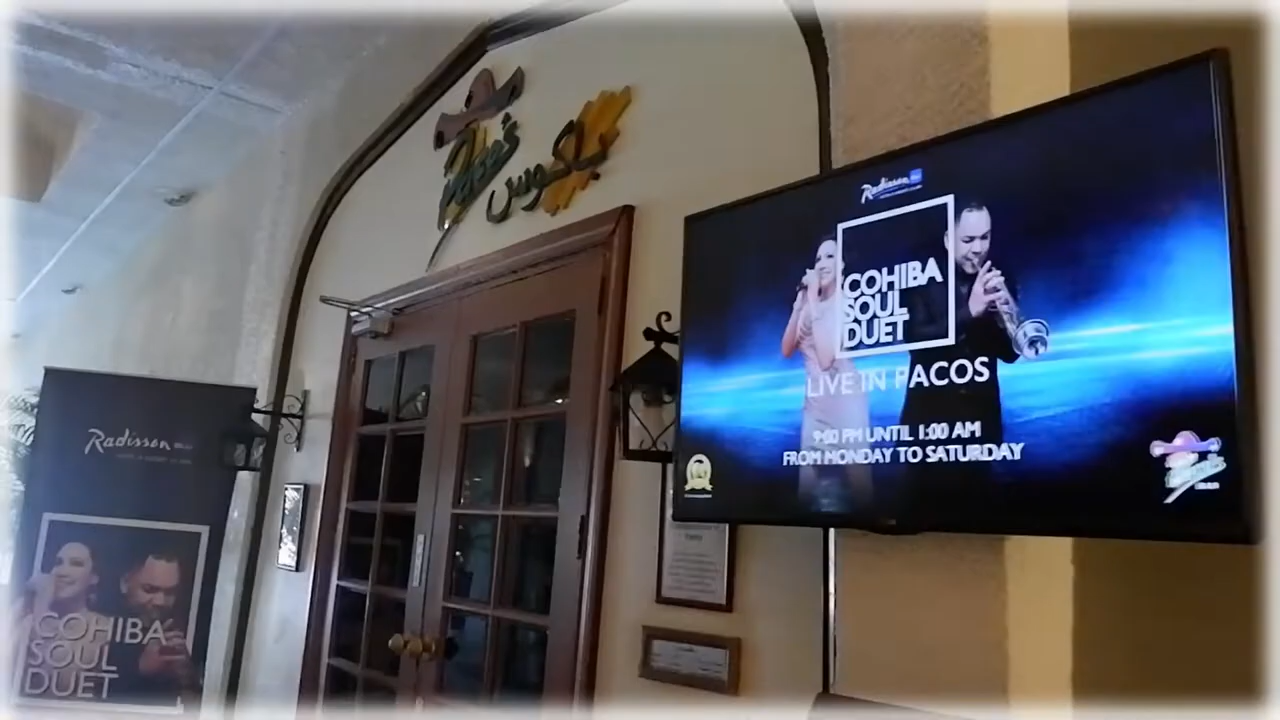 Paco's
باكوس
Radisson
COHIBA
SOUL
DUET
LIVE IN PACOS
9:00 PM UNTIL 1:00 AM
FROM MONDAY TO SATURDAY
Radisson
COHIBA
SOUL
DUET